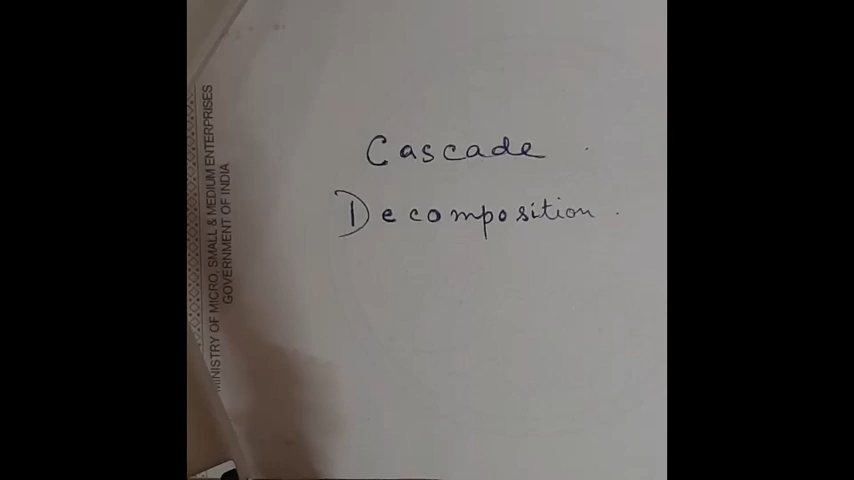 Cascade
Decomposition
MINISTRY OF MICRO, SMALL & MEDIUM ENTERPRISES
GOVERNMENT OF INDIA